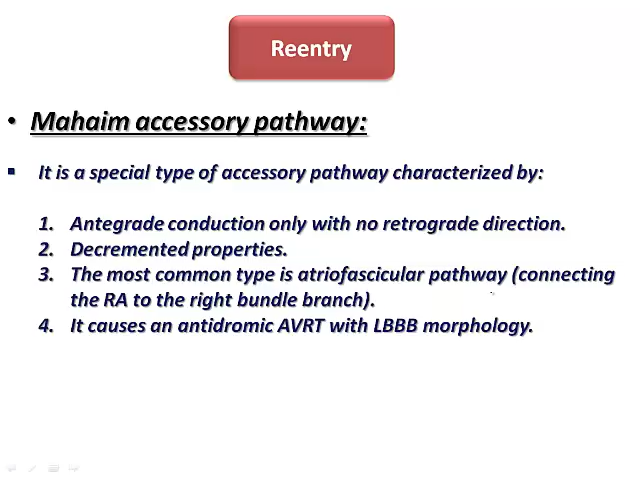 Reentry
• Mahaim accessory pathway:
▪ It is a special type of accessory pathway characterized by:
1. Antegrade conduction only with no retrograde direction.
2. Decremented properties.
3. The most common type is atriofascicular pathway (connecting
the RA to the right bundle branch).
4. It causes an antidromic AVRT with LBBB morphology.